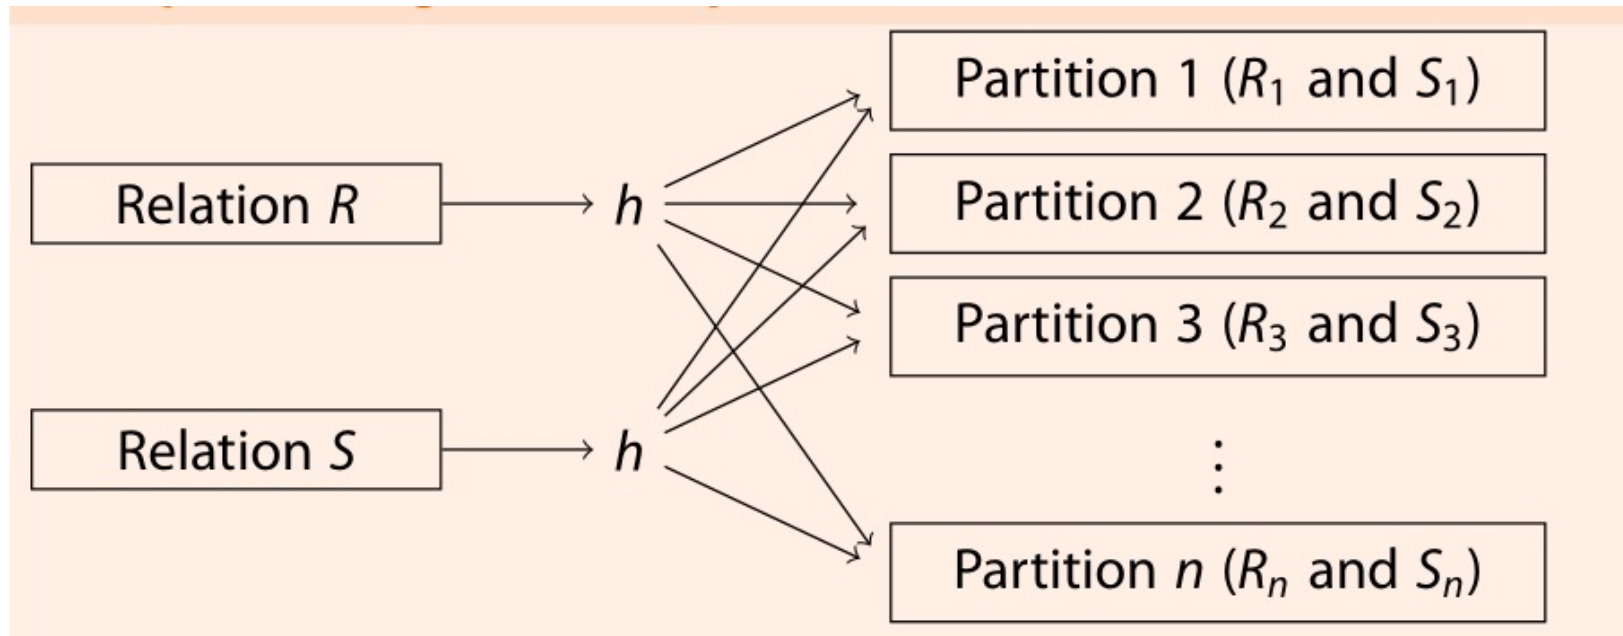 Partition 1 (R₁ and S₁)
Relation R
h
Partition 2 (R₂ and S₂)
Partition 3 (R₃ and S₃)
Relation S
h
⋮
Partition n (Rₙ and Sₙ)